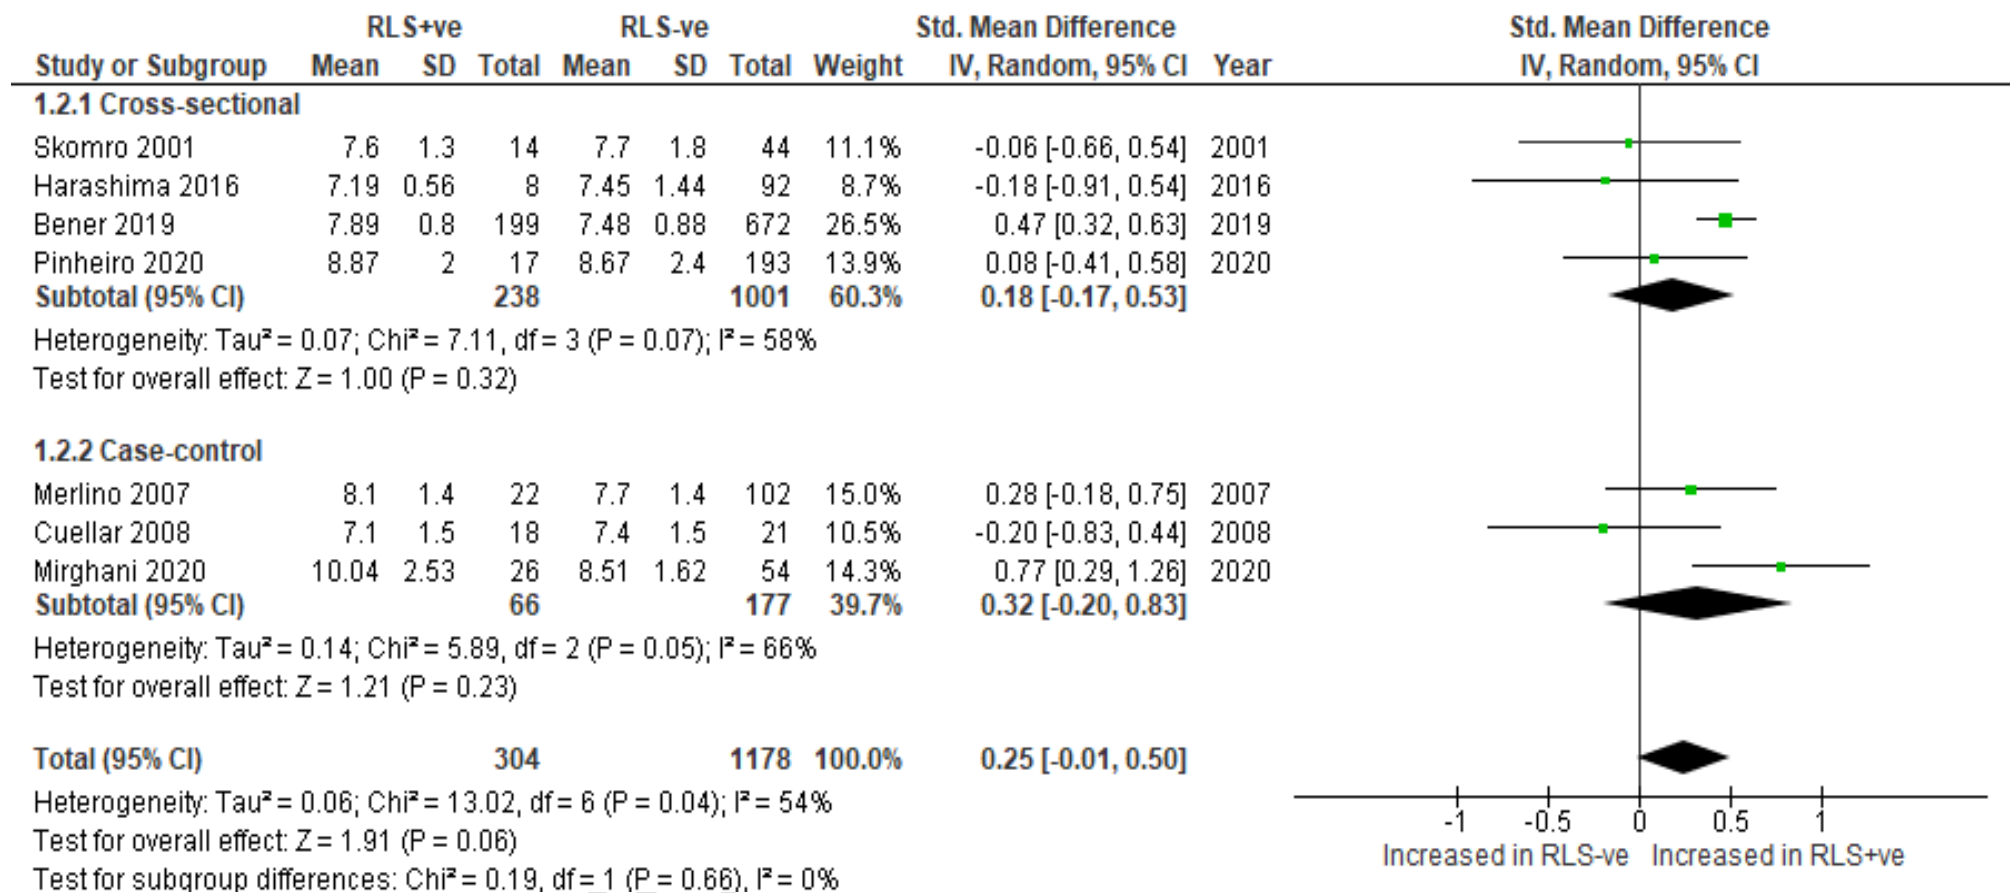 RLS+ve RLS-ve Std. Mean Difference Std. Mean Difference
Study or Subgroup Mean SD Total Mean SD Total Weight IV, Random, 95% CI Year IV, Random, 95% CI
1.2.1 Cross-sectional
Skomro 2001 7.6 1.3 14 7.7 1.8 44 11.1% -0.06 [-0.66, 0.54] 2001
Harashima 2016 7.19 0.56 8 7.45 1.44 92 8.7% -0.18 [-0.91, 0.54] 2016
Bener 2019 7.89 0.8 199 7.48 0.88 672 26.5% 0.47 [0.32, 0.63] 2019
Pinheiro 2020 8.87 2 17 8.67 2.4 193 13.9% 0.08 [-0.41, 0.58] 2020
Subtotal (95% CI) 238 1001 60.3% 0.18 [-0.17, 0.53]
Heterogeneity: Tau² = 0.07; Chi² = 7.11, df = 3 (P = 0.07); I² = 58%
Test for overall effect: Z = 1.00 (P = 0.32)
1.2.2 Case-control
Merlino 2007 8.1 1.4 22 7.7 1.4 102 15.0% 0.28 [-0.18, 0.75] 2007
Cuellar 2008 7.1 1.5 18 7.4 1.5 21 10.5% -0.20 [-0.83, 0.44] 2008
Mirghani 2020 10.04 2.53 26 8.51 1.62 54 14.3% 0.77 [0.29, 1.26] 2020
Subtotal (95% CI) 66 177 39.7% 0.32 [-0.20, 0.83]
Heterogeneity: Tau² = 0.14; Chi² = 5.89, df = 2 (P = 0.05); I² = 66%
Test for overall effect: Z = 1.21 (P = 0.23)
Total (95% CI) 304 1178 100.0% 0.25 [-0.01, 0.50]
Heterogeneity: Tau² = 0.06; Chi² = 13.02, df = 6 (P = 0.04); I² = 54%
Test for overall effect: Z = 1.91 (P = 0.06)
Test for subgroup differences: Chi² = 0.19, df = 1 (P = 0.66), I² = 0%
-1 -0.5 0 0.5 1
Increased in RLS-ve Increased in RLS+ve